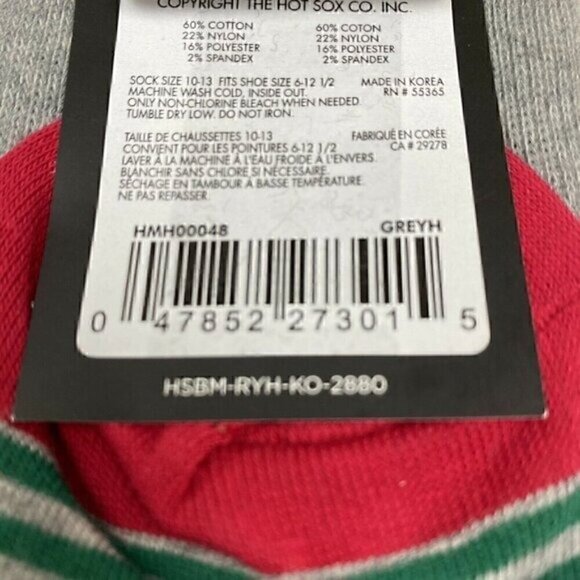 COPYRIGHT THE HOT SOX CO. INC.
60% COTTON 60% COTON
22% NYLON 22% NYLON
16% POLYESTER 16% POLYESTER
2% SPANDEX 2% SPANDEX
SOCK SIZE 10-13 FITS SHOE SIZE 6-12 1/2 MADE IN KOREA
MACHINE WASH COLD, INSIDE OUT. RN # 55365
ONLY NON-CHLORINE BLEACH WHEN NEEDED.
TUMBLE DRY LOW. DO NOT IRON.
TAILLE DE CHAUSSETTES 10-13 FABRIQUÉ EN CORÉE
CONVIENT POUR LES POINTURES 6-12 1/2 CA # 29278
LAVER À LA MACHINE À L'EAU FROIDE À L'ENVERS.
BLANCHIR SANS CHLORE SI NÉCESSAIRE.
SÉCHAGE EN TAMBOUR À BASSE TEMPÉRATURE.
NE PAS REPASSER.
HMH00048 GREYH
0 47852 27301 5
HSBM-RYH-KO-2880